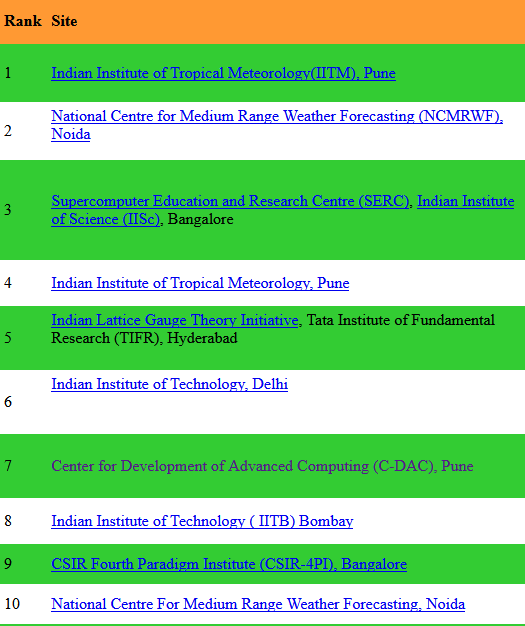 Rank Site
1 Indian Institute of Tropical Meteorology(IITM), Pune
National Centre for Medium Range Weather Forecasting (NCMRWF),
2 Noida
Supercomputer Education and Research Centre (SERC), Indian Institute
3 of Science (IISc), Bangalore
4 Indian Institute of Tropical Meteorology, Pune
Indian Lattice Gauge Theory Initiative, Tata Institute of Fundamental
5 Research (TIFR), Hyderabad
6 Indian Institute of Technology, Delhi
7 Center for Development of Advanced Computing (C-DAC), Pune
8 Indian Institute of Technology ( IITB) Bombay
9 CSIR Fourth Paradigm Institute (CSIR-4PI), Bangalore
10 National Centre For Medium Range Weather Forecasting, Noida